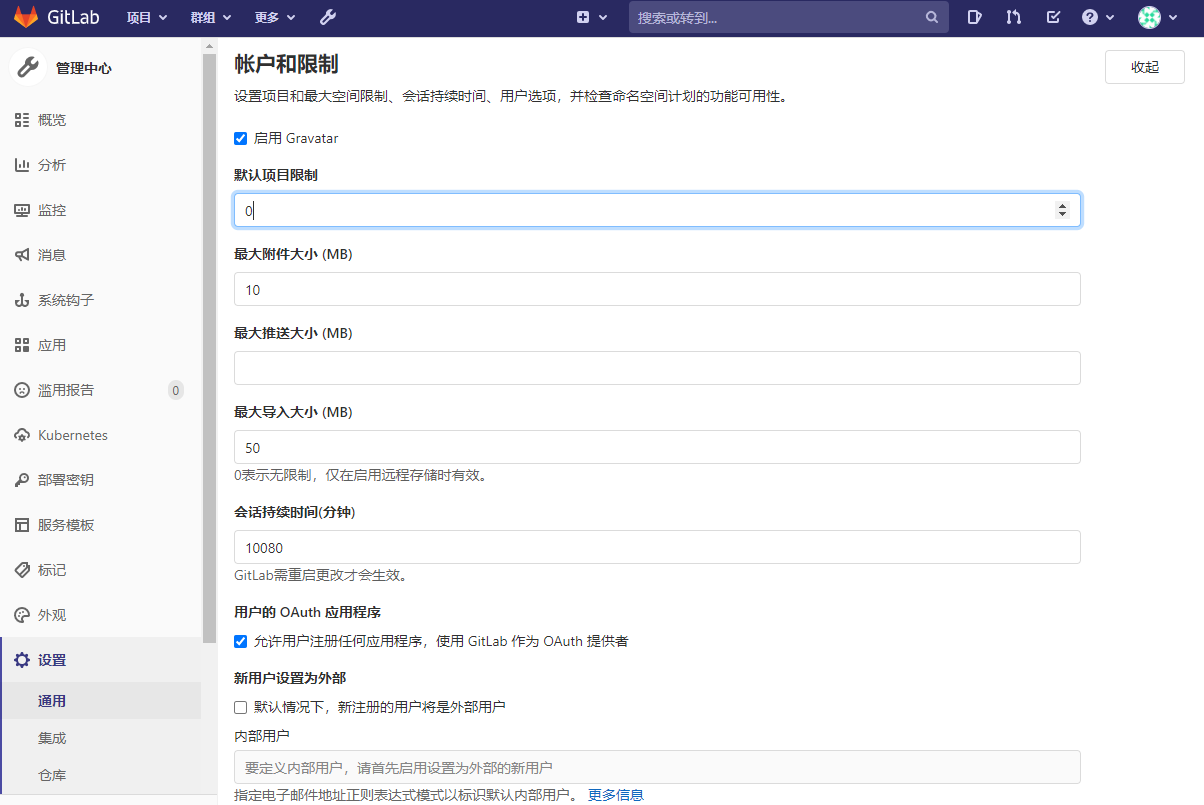 GitLab 项目 群组 更多 搜索或转到...
管理中心
概览
分析
监控
消息
系统钩子
应用
滥用报告 0
Kubernetes
部署密钥
服务模板
标记
外观
设置
通用
集成
仓库
帐户和限制
收起
设置项目和最大空间限制、会话持续时间、用户选项，并检查命名空间计划的功能可用性。
启用 Gravatar
默认项目限制
0
最大附件大小 (MB)
10
最大推送大小 (MB)
最大导入大小 (MB)
50
0表示无限制，仅在启用远程存储时有效。
会话持续时间(分钟)
10080
GitLab需重启更改才会生效。
用户的 OAuth 应用程序
允许用户注册任何应用程序，使用 GitLab 作为 OAuth 提供者
新用户设置为外部
默认情况下，新注册的用户将是外部用户
内部用户
要定义内部用户，请首先启用设置为外部的新用户
指定电子邮件地址正则表达式模式以标识默认内部用户。 更多信息